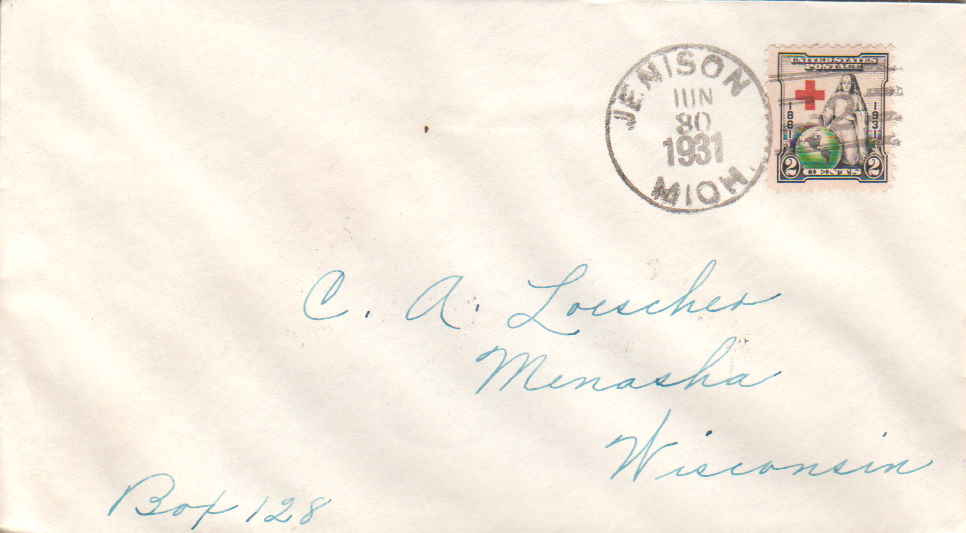 JENISON
JUN
30
1931
MICH.
UNITED STATES
POSTAGE
1881
1931
2 CENTS 2
C. A. Loescher
Menasha
Wisconsin
Box 128